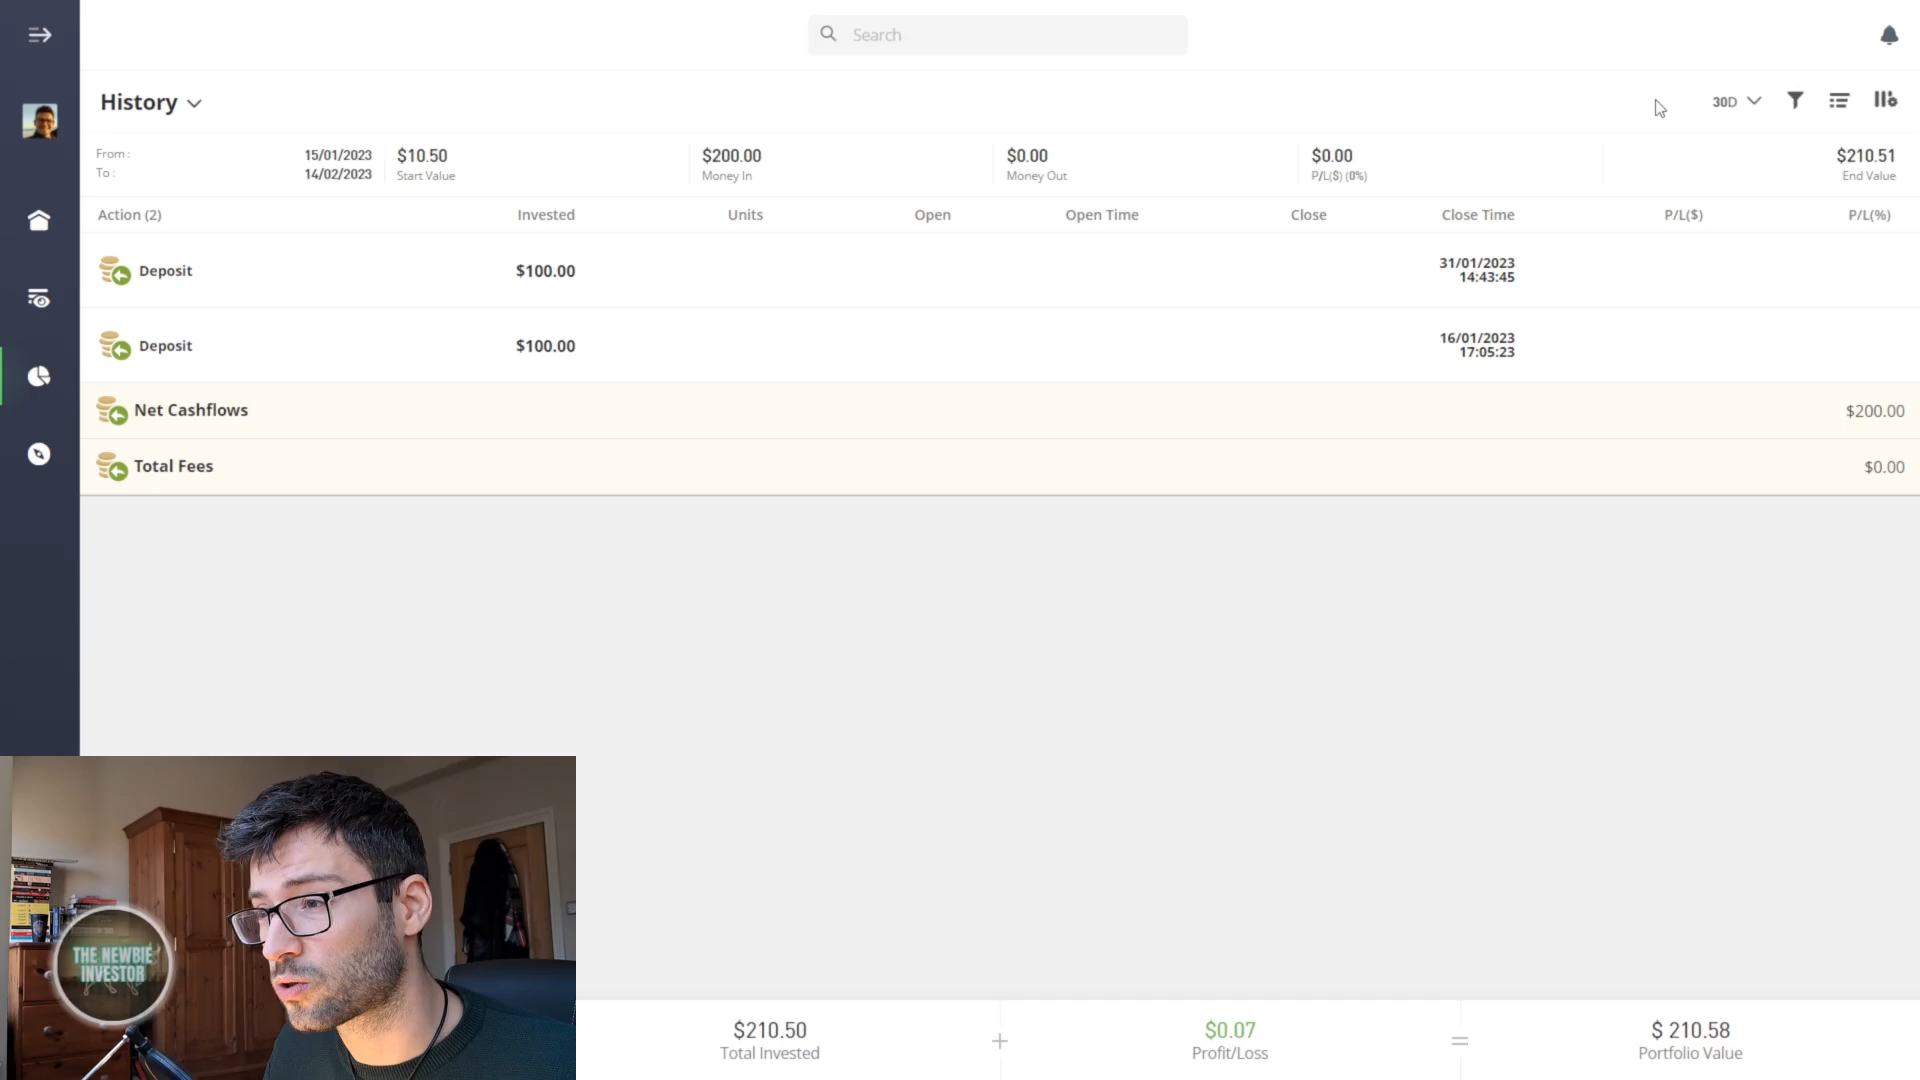 Search
History
30D
From :
To :
15/01/2023
14/02/2023
$10.50
Start Value
$200.00
Money In
$0.00
Money Out
$0.00
P/L($) (0%)
$210.51
End Value
Action (2)
Invested
Units
Open
Open Time
Close
Close Time
P/L($)
P/L(%)
Deposit
$100.00
31/01/2023
14:43:45
Deposit
$100.00
16/01/2023
17:05:23
Net Cashflows
$200.00
Total Fees
$0.00
THE NEWBIE
INVESTOR
$210.50
Total Invested
+
$0.07
Profit/Loss
=
$ 210.58
Portfolio Value